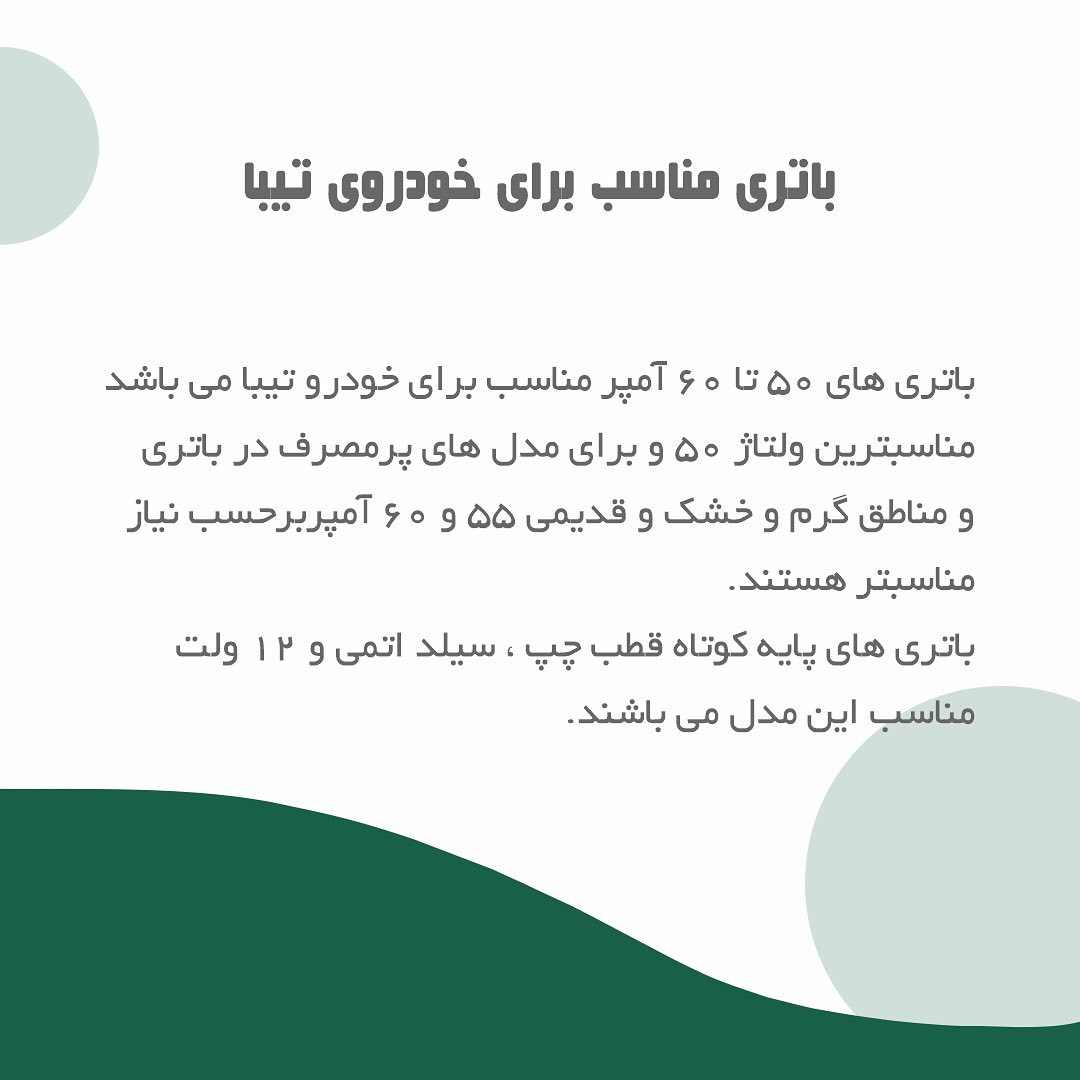 باتری مناسب برای خودروی تیبا
باتری های ۵۰ تا ۶۰ آمپر مناسب برای خودرو تیبا می باشد
مناسبترین ولتاژ ۵۰ و برای مدل های پرمصرف در باتری
و مناطق گرم و خشک و قدیمی ۵۵ و ۶۰ آمپربرحسب نیاز
مناسبتر هستند.
باتری های پایه کوتاه قطب چپ ، سیلد اتمی و ۱۲ ولت
مناسب این مدل می باشند.